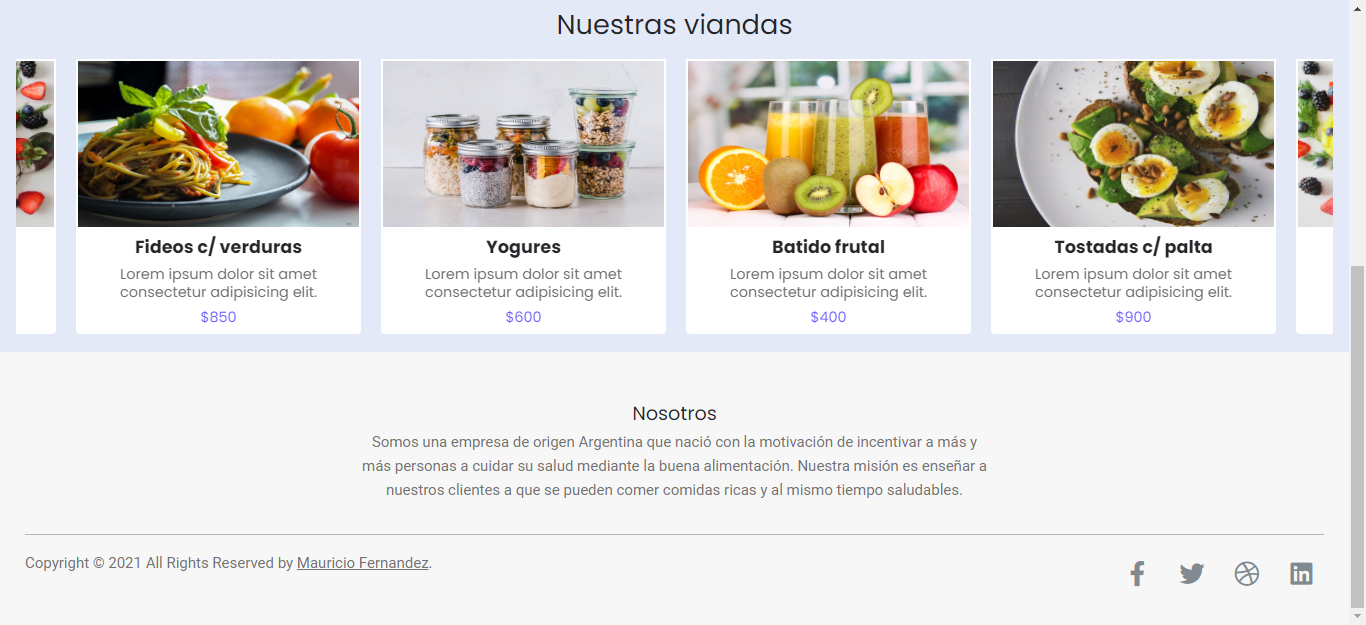 Nuestras viandas
Fideos c/ verduras
Lorem ipsum dolor sit amet
consectetur adipisicing elit.
$850
Yogures
Lorem ipsum dolor sit amet
consectetur adipisicing elit.
$600
Batido frutal
Lorem ipsum dolor sit amet
consectetur adipisicing elit.
$400
Tostadas c/ palta
Lorem ipsum dolor sit amet
consectetur adipisicing elit.
$900
Nosotros
Somos una empresa de origen Argentina que nació con la motivación de incentivar a más y
más personas a cuidar su salud mediante la buena alimentación. Nuestra misión es enseñar a
nuestros clientes a que se pueden comer comidas ricas y al mismo tiempo saludables.
Copyright © 2021 All Rights Reserved by Mauricio Fernandez.